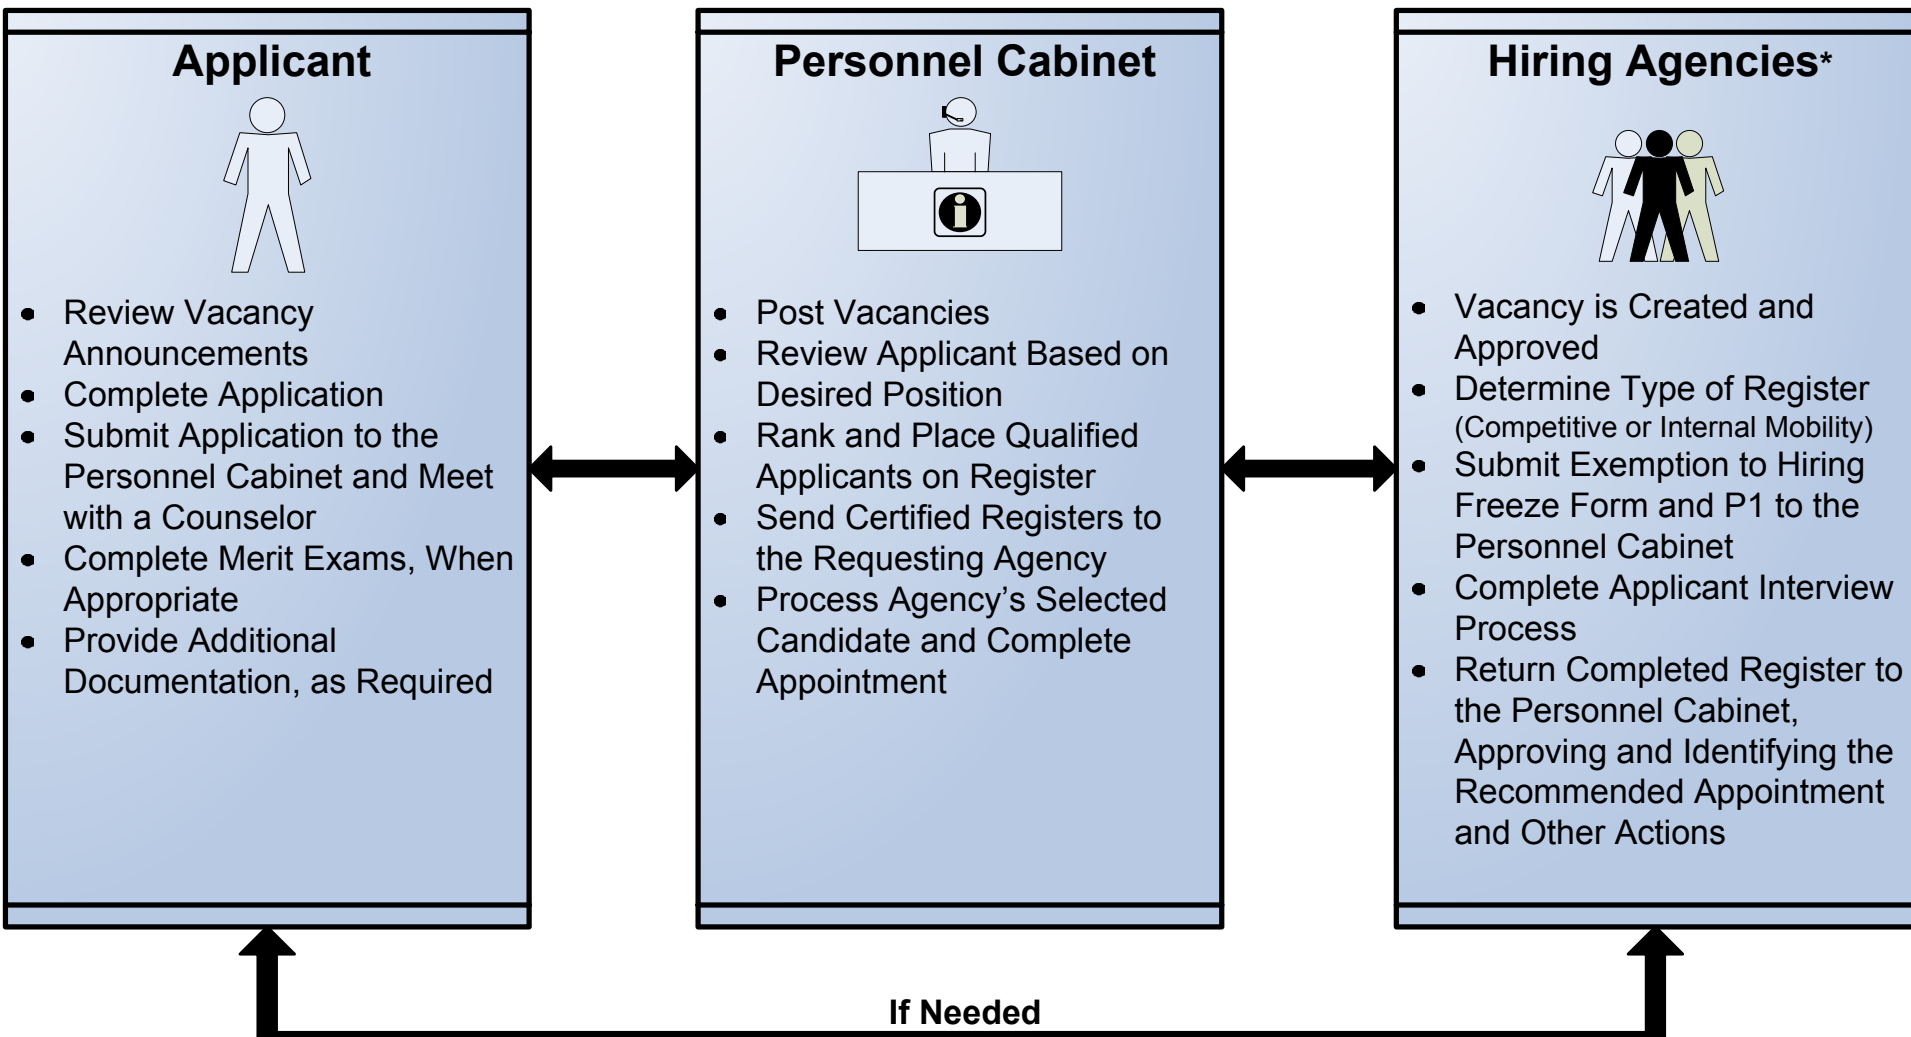 Applicant
• Review Vacancy
Announcements
• Complete Application
• Submit Application to the
Personnel Cabinet and Meet
with a Counselor
• Complete Merit Exams, When
Appropriate
• Provide Additional
Documentation, as Required
Personnel Cabinet
i
• Post Vacancies
• Review Applicant Based on
Desired Position
• Rank and Place Qualified
Applicants on Register
• Send Certified Registers to
the Requesting Agency
• Process Agency’s Selected
Candidate and Complete
Appointment
Hiring Agencies*
• Vacancy is Created and
Approved
• Determine Type of Register
(Competitive or Internal Mobility)
• Submit Exemption to Hiring
Freeze Form and P1 to the
Personnel Cabinet
• Complete Applicant Interview
Process
• Return Completed Register to
the Personnel Cabinet,
Approving and Identifying the
Recommended Appointment
and Other Actions
If Needed